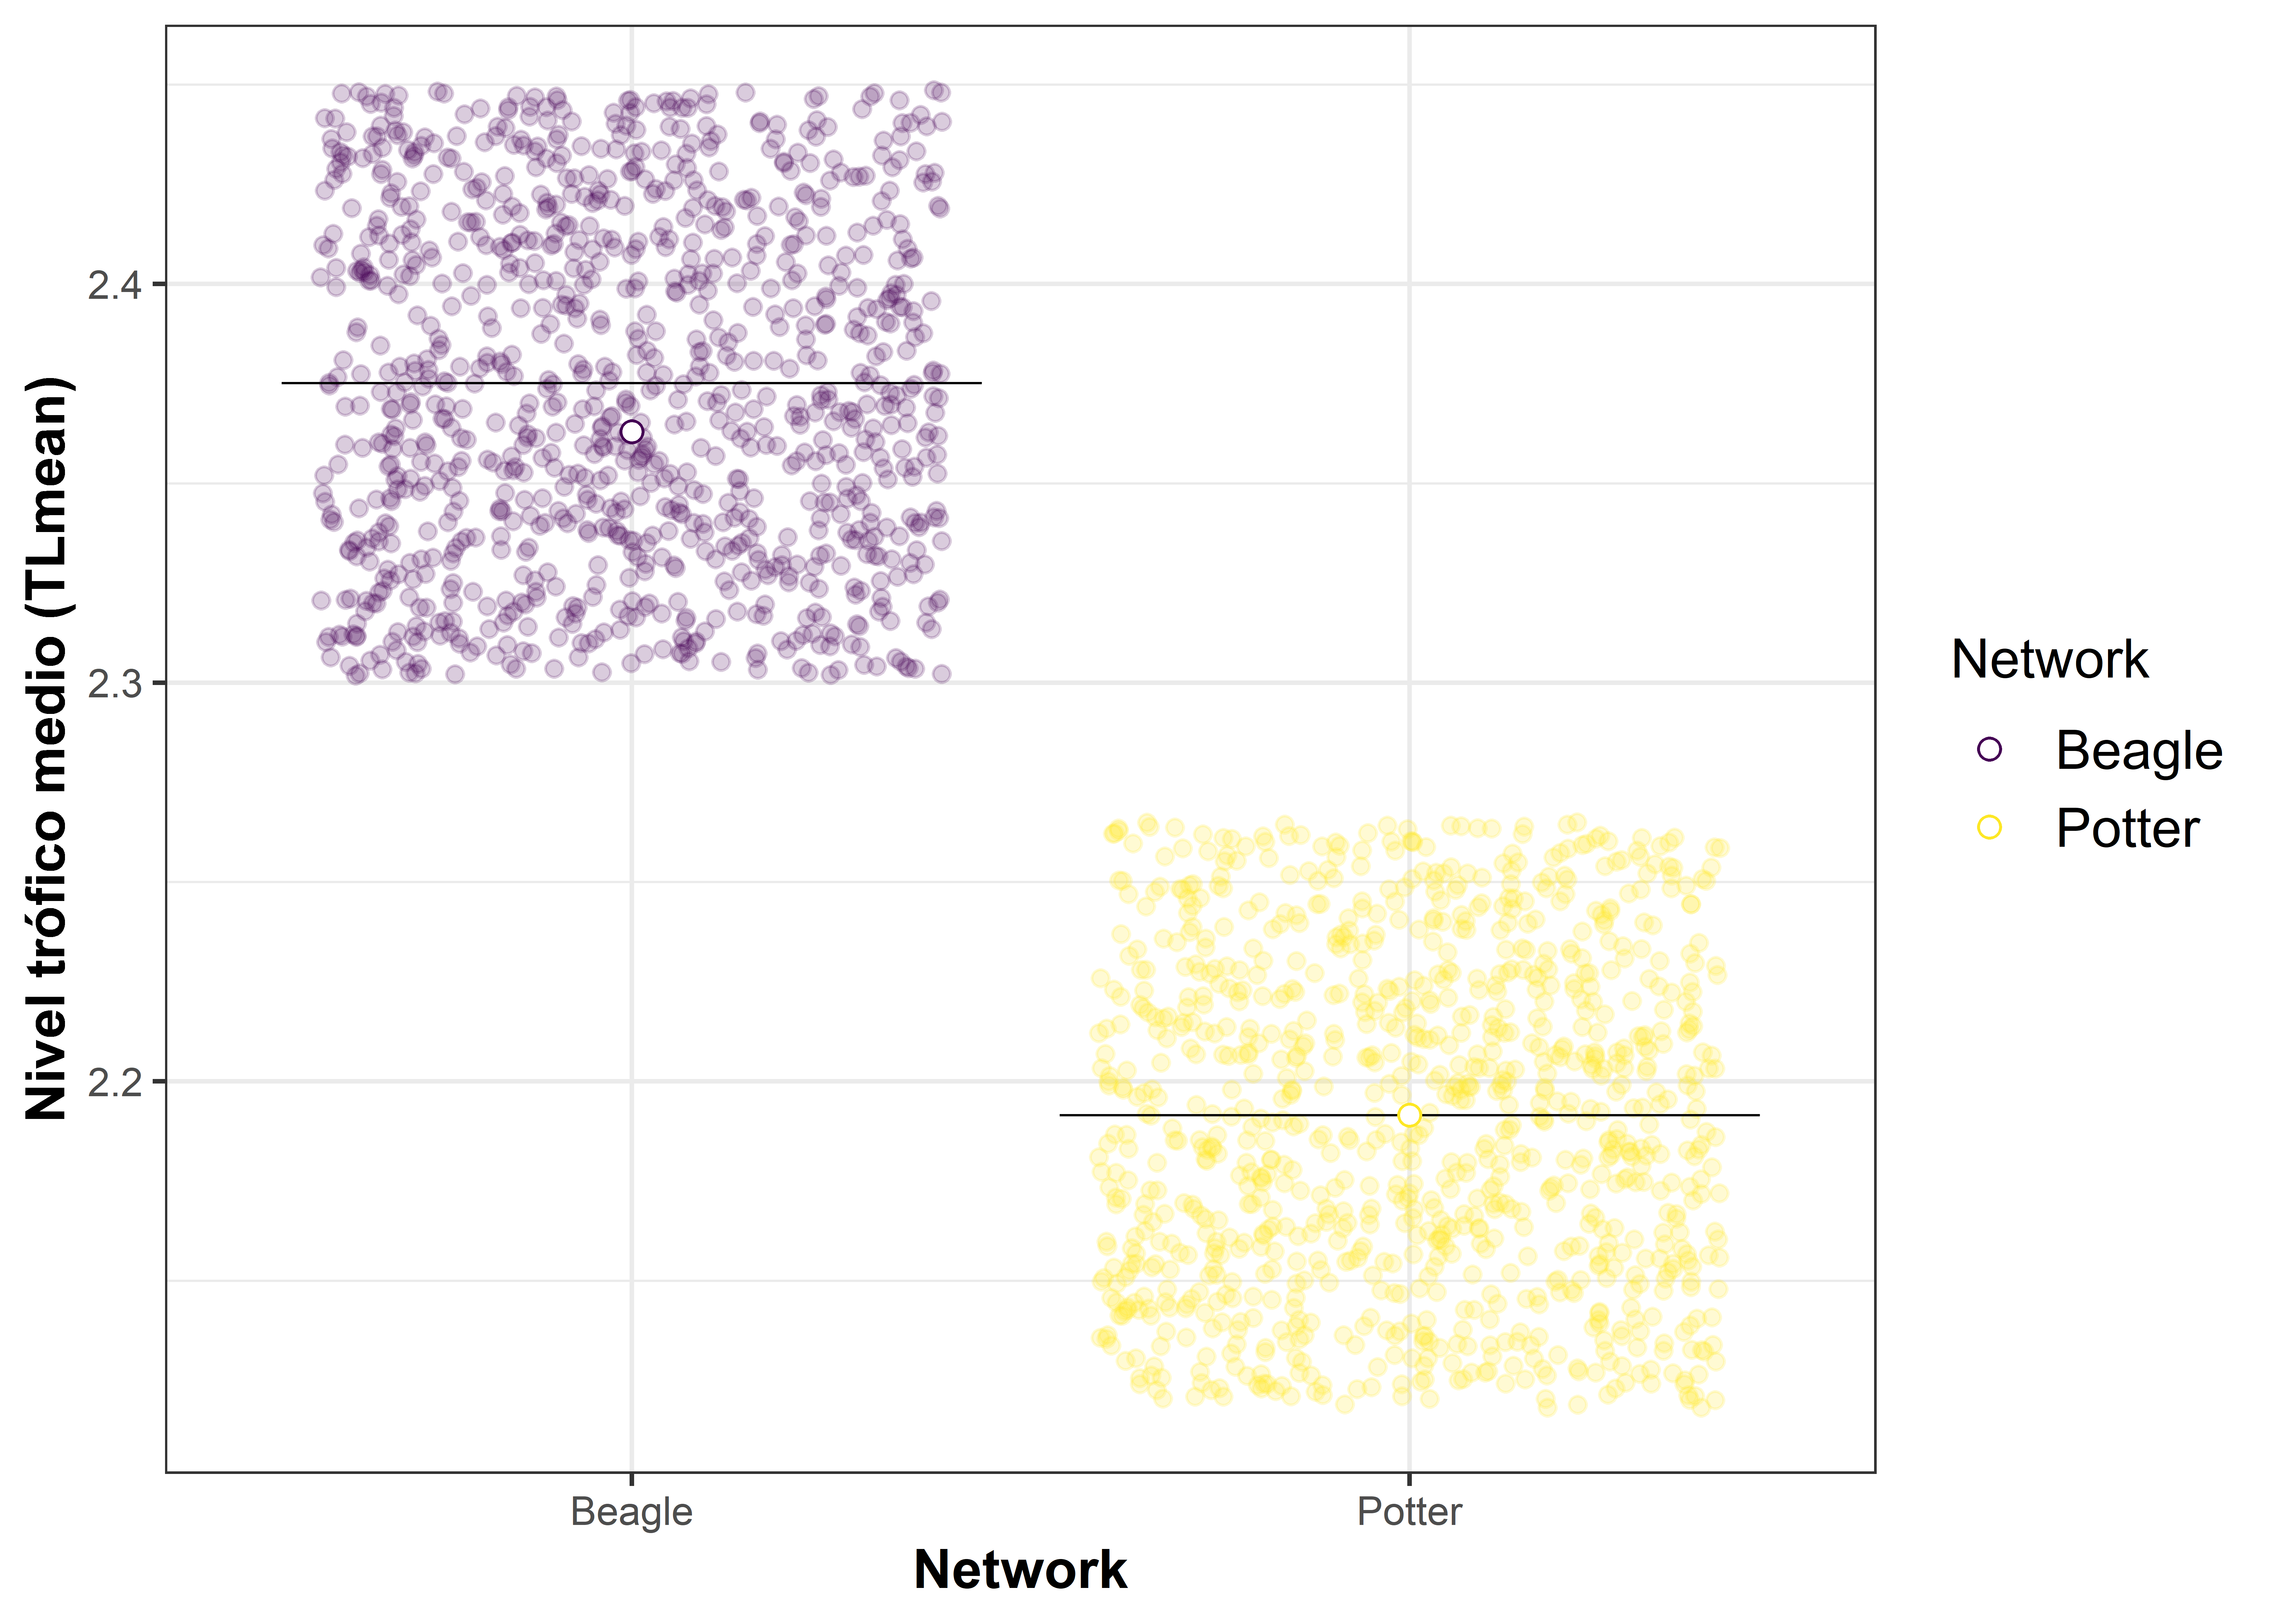 Nivel trófico medio (TLmean)
2.4
2.3
2.2
Beagle
Potter
Network
Network
Beagle
Potter